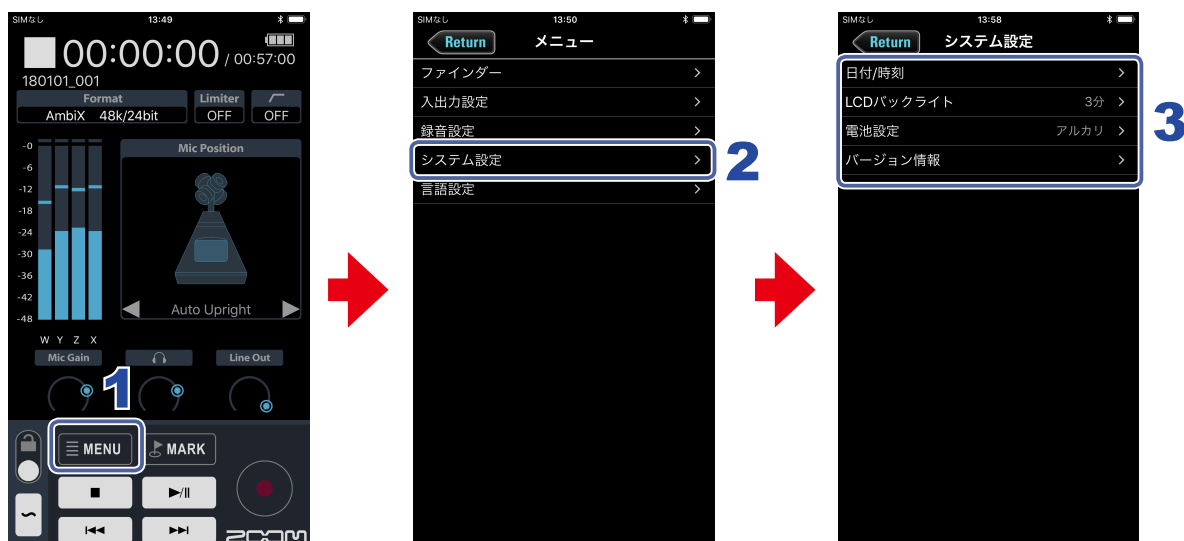 SIMなし 13:49
00:00:00 / 00:57:00
180101_001
Format Limiter
AmbiX 48k/24bit OFF OFF
-0
-6
-12
-18
-24
-30
-36
-42
-48
Mic Position
Auto Upright
W Y Z X
Mic Gain Line Out
1
MENU MARK
ZOOM
SIMなし 13:50
Return メニュー
ファインダー
入出力設定
録音設定
システム設定
言語設定
2
SIMなし 13:58
Return システム設定
日付/時刻
LCDバックライト 3分
電池設定 アルカリ
バージョン情報
3